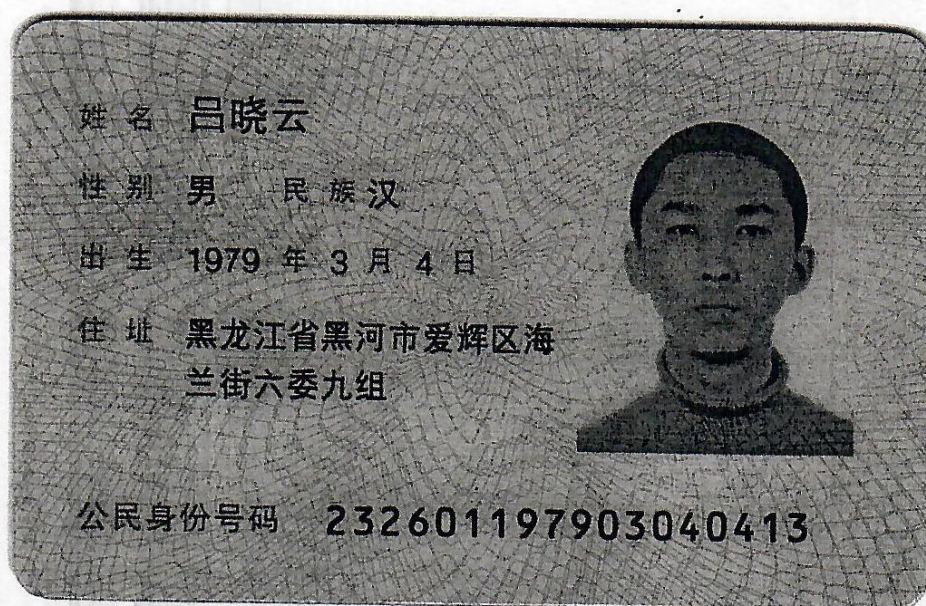 姓名 吕晓云
性别 男 民族 汉
出生 1979 年 3 月 4 日
住址 黑龙江省黑河市爱辉区海
兰街六委九组
公民身份号码 232601197903040413